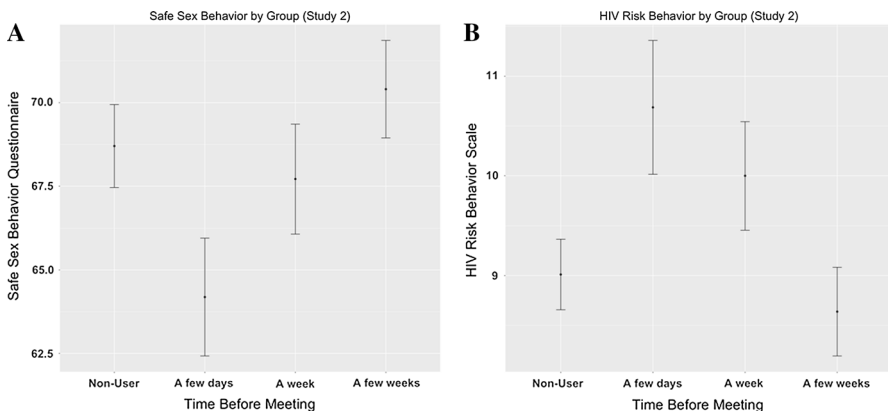 A
Safe Sex Behavior by Group (Study 2)
Safe Sex Behavior Questionnaire
70.0
67.5
65.0
62.5
Non-User A few days A week A few weeks
Time Before Meeting
B
HIV Risk Behavior by Group (Study 2)
HIV Risk Behavior Scale
11
10
9
Non-User A few days A week A few weeks
Time Before Meeting